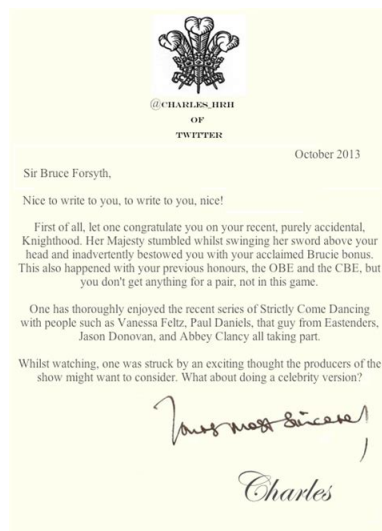 @CHARLES_HRH
OF
TWITTER
October 2013
Sir Bruce Forsyth,
Nice to write to you, to write to you, nice!
First of all, let one congratulate you on your recent, purely accidental,
Knighthood. Her Majesty stumbled whilst swinging her sword above your
head and inadvertently bestowed you with your acclaimed Brucie bonus.
This also happened with your previous honours, the OBE and the CBE, but
you don't get anything for a pair, not in this game.
One has thoroughly enjoyed the recent series of Strictly Come Dancing
with people such as Vanessa Feltz, Paul Daniels, that guy from Eastenders,
Jason Donovan, and Abbey Clancy all taking part.
Whilst watching, one was struck by an exciting thought the producers of the
show might want to consider. What about doing a celebrity version?
Yours most sincerely
Charles